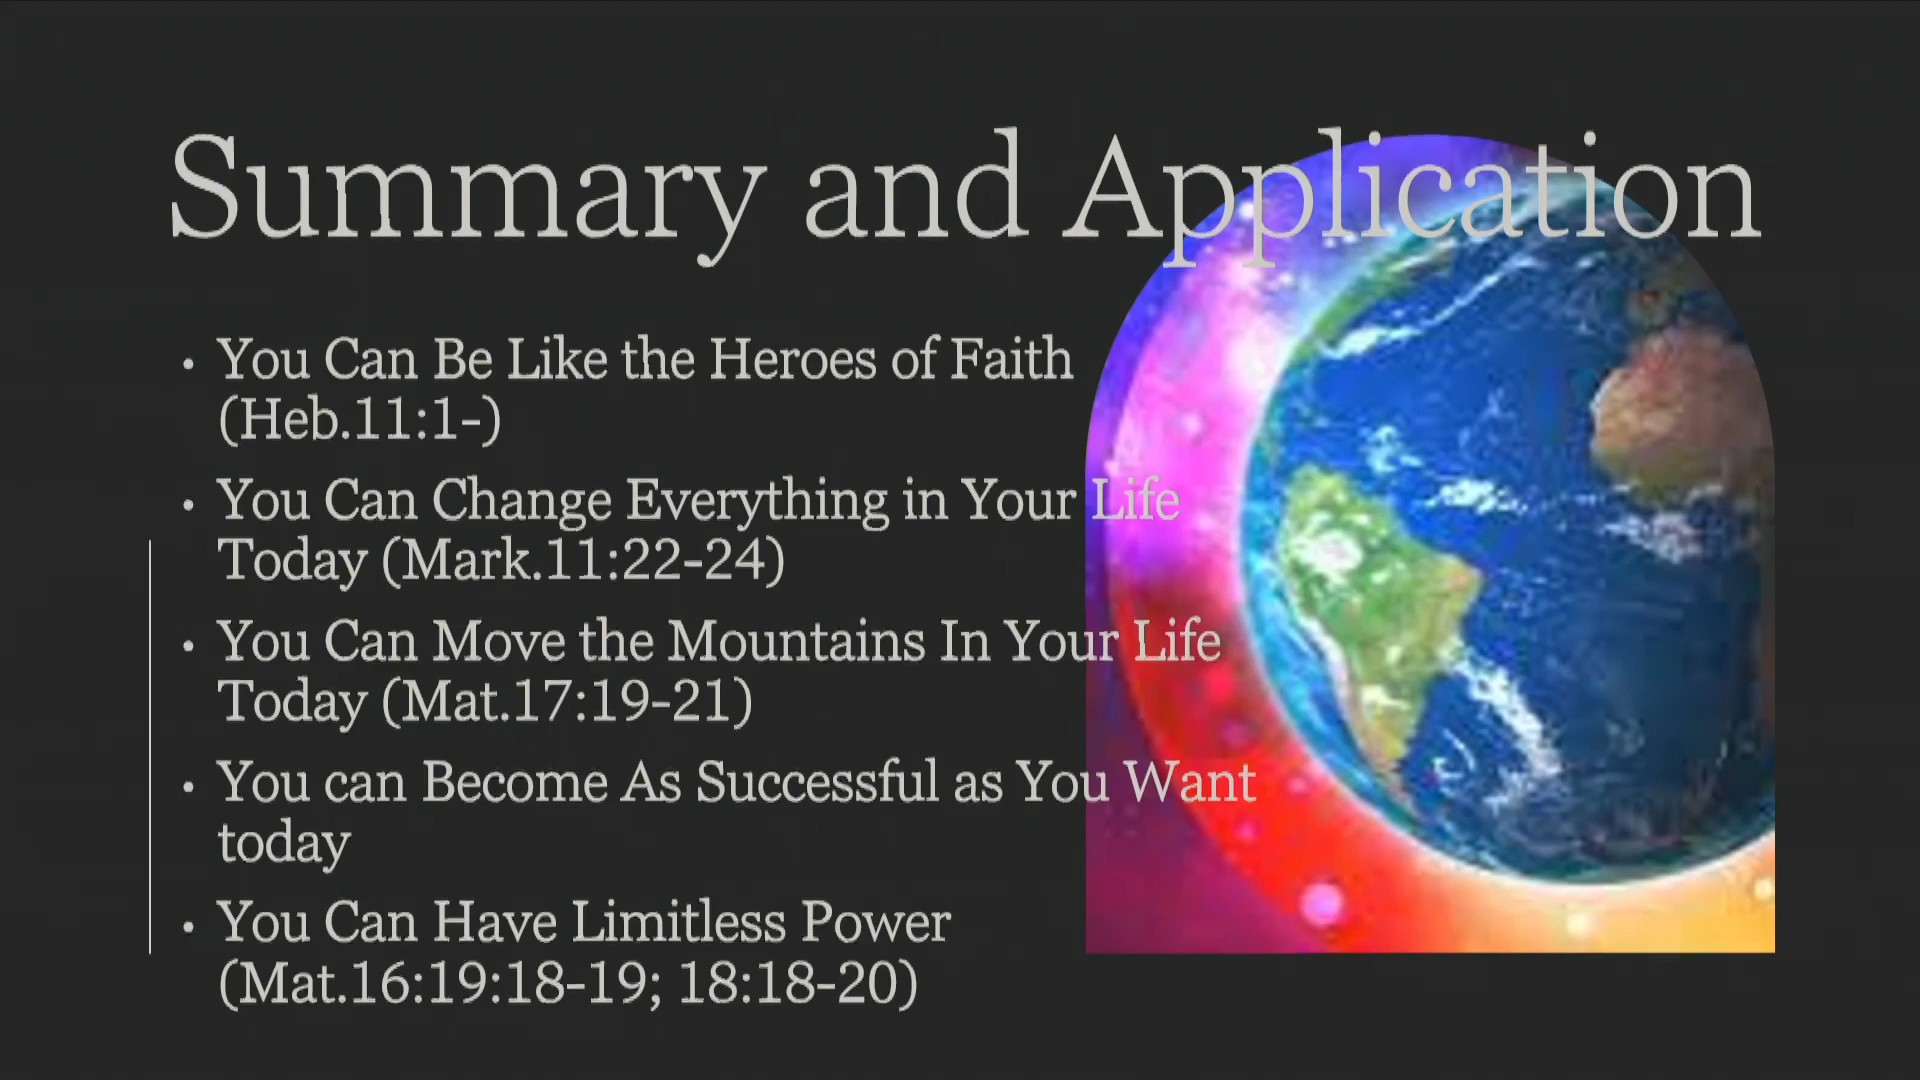 Summary and Application
• You Can Be Like the Heroes of Faith
(Heb.11:1-)
• You Can Change Everything in Your Life
Today (Mark.11:22-24)
• You Can Move the Mountains In Your Life
Today (Mat.17:19-21)
• You can Become As Successful as You Want
today
• You Can Have Limitless Power
(Mat.16:19:18-19; 18:18-20)